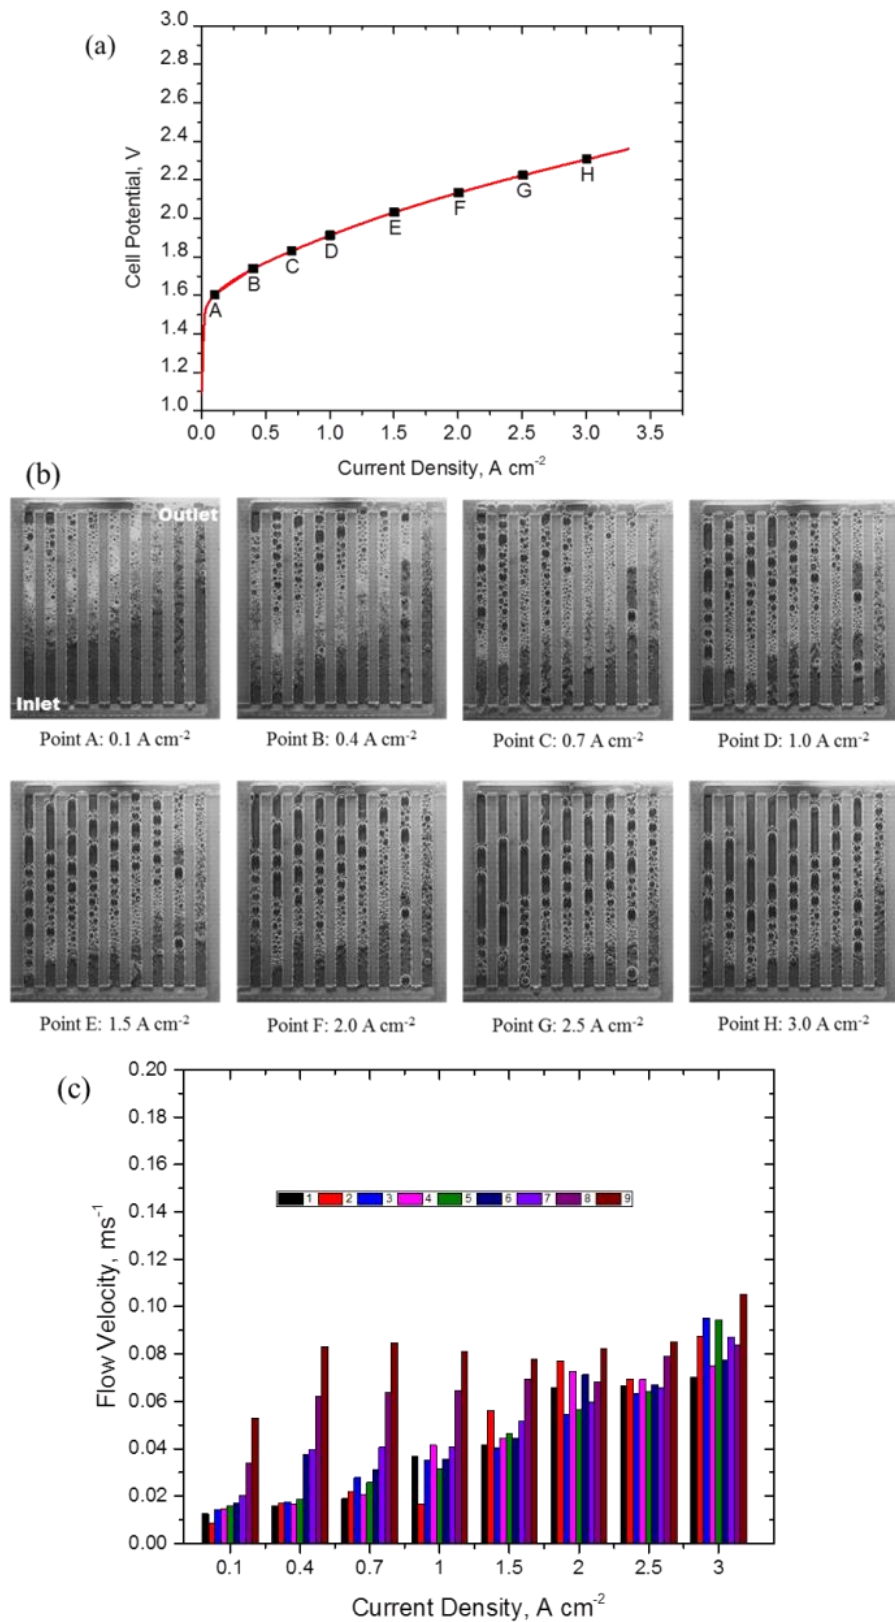 (a)
3.0
2.8
2.6
2.4
2.2
2.0
1.8
1.6
1.4
1.2
1.0
Cell Potential, V
A
B
C
D
E
F
G
H
0.0 0.5 1.0 1.5 2.0 2.5 3.0 3.5
Current Density, A cm⁻²
(b)
Outlet
Inlet
Point A: 0.1 A cm⁻²
Point B: 0.4 A cm⁻²
Point C: 0.7 A cm⁻²
Point D: 1.0 A cm⁻²
Point E: 1.5 A cm⁻²
Point F: 2.0 A cm⁻²
Point G: 2.5 A cm⁻²
Point H: 3.0 A cm⁻²
(c)
0.20
0.18
0.16
0.14
0.12
0.10
0.08
0.06
0.04
0.02
0.00
Flow Velocity, ms⁻¹
1 2 3 4 5 6 7 8 9
0.1 0.4 0.7 1 1.5 2 2.5 3
Current Density, A cm⁻²